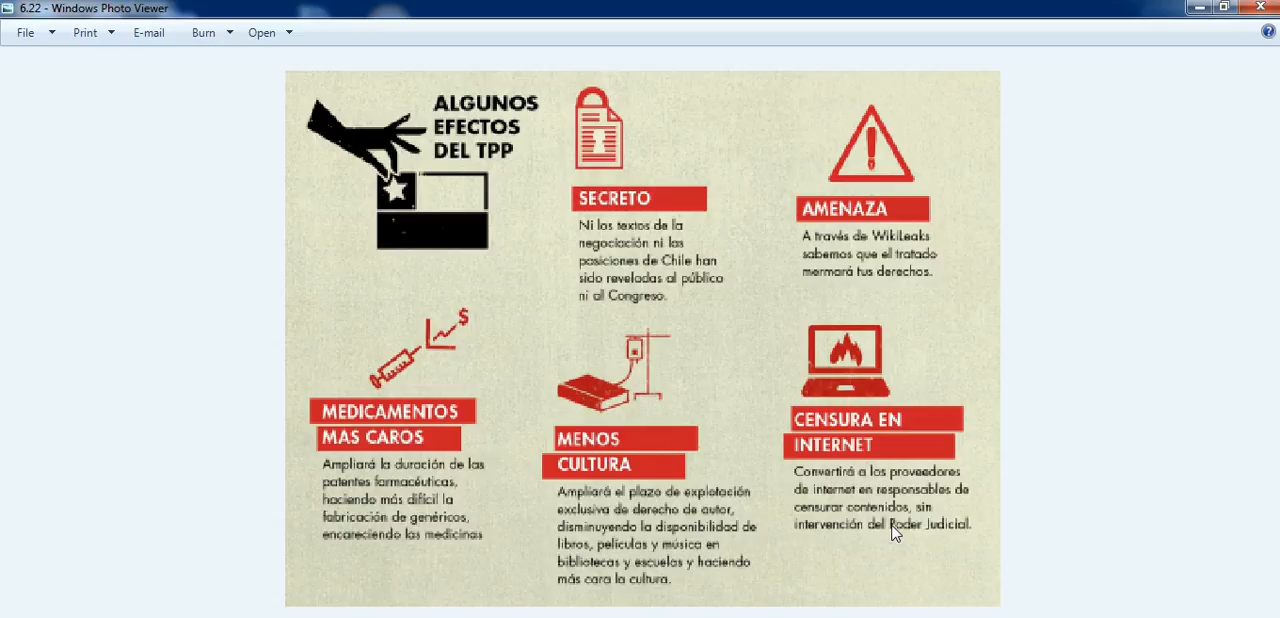 6.22 - Windows Photo Viewer
File Print E-mail Burn Open
ALGUNOS
EFECTOS
DEL TPP
SECRETO
Ni los textos de la
negociación ni las
posiciones de Chile han
sido reveladas al público
ni al Congreso.
AMENAZA
A través de WikiLeaks
sabemos que el tratado
mermará tus derechos.
$
MEDICAMENTOS
MAS CAROS
Ampliará la duración de las
patentes farmacéuticas,
haciendo más difícil la
fabricación de genéricos,
encareciendo las medicinas
MENOS
CULTURA
Ampliará el plazo de explotación
exclusiva de derecho de autor,
disminuyendo la disponibilidad de
libros, películas y música en
bibliotecas y escuelas y haciendo
más cara la cultura.
CENSURA EN
INTERNET
Convertirá a los proveedores
de internet en responsables de
censurar contenidos, sin
intervención del Poder Judicial.